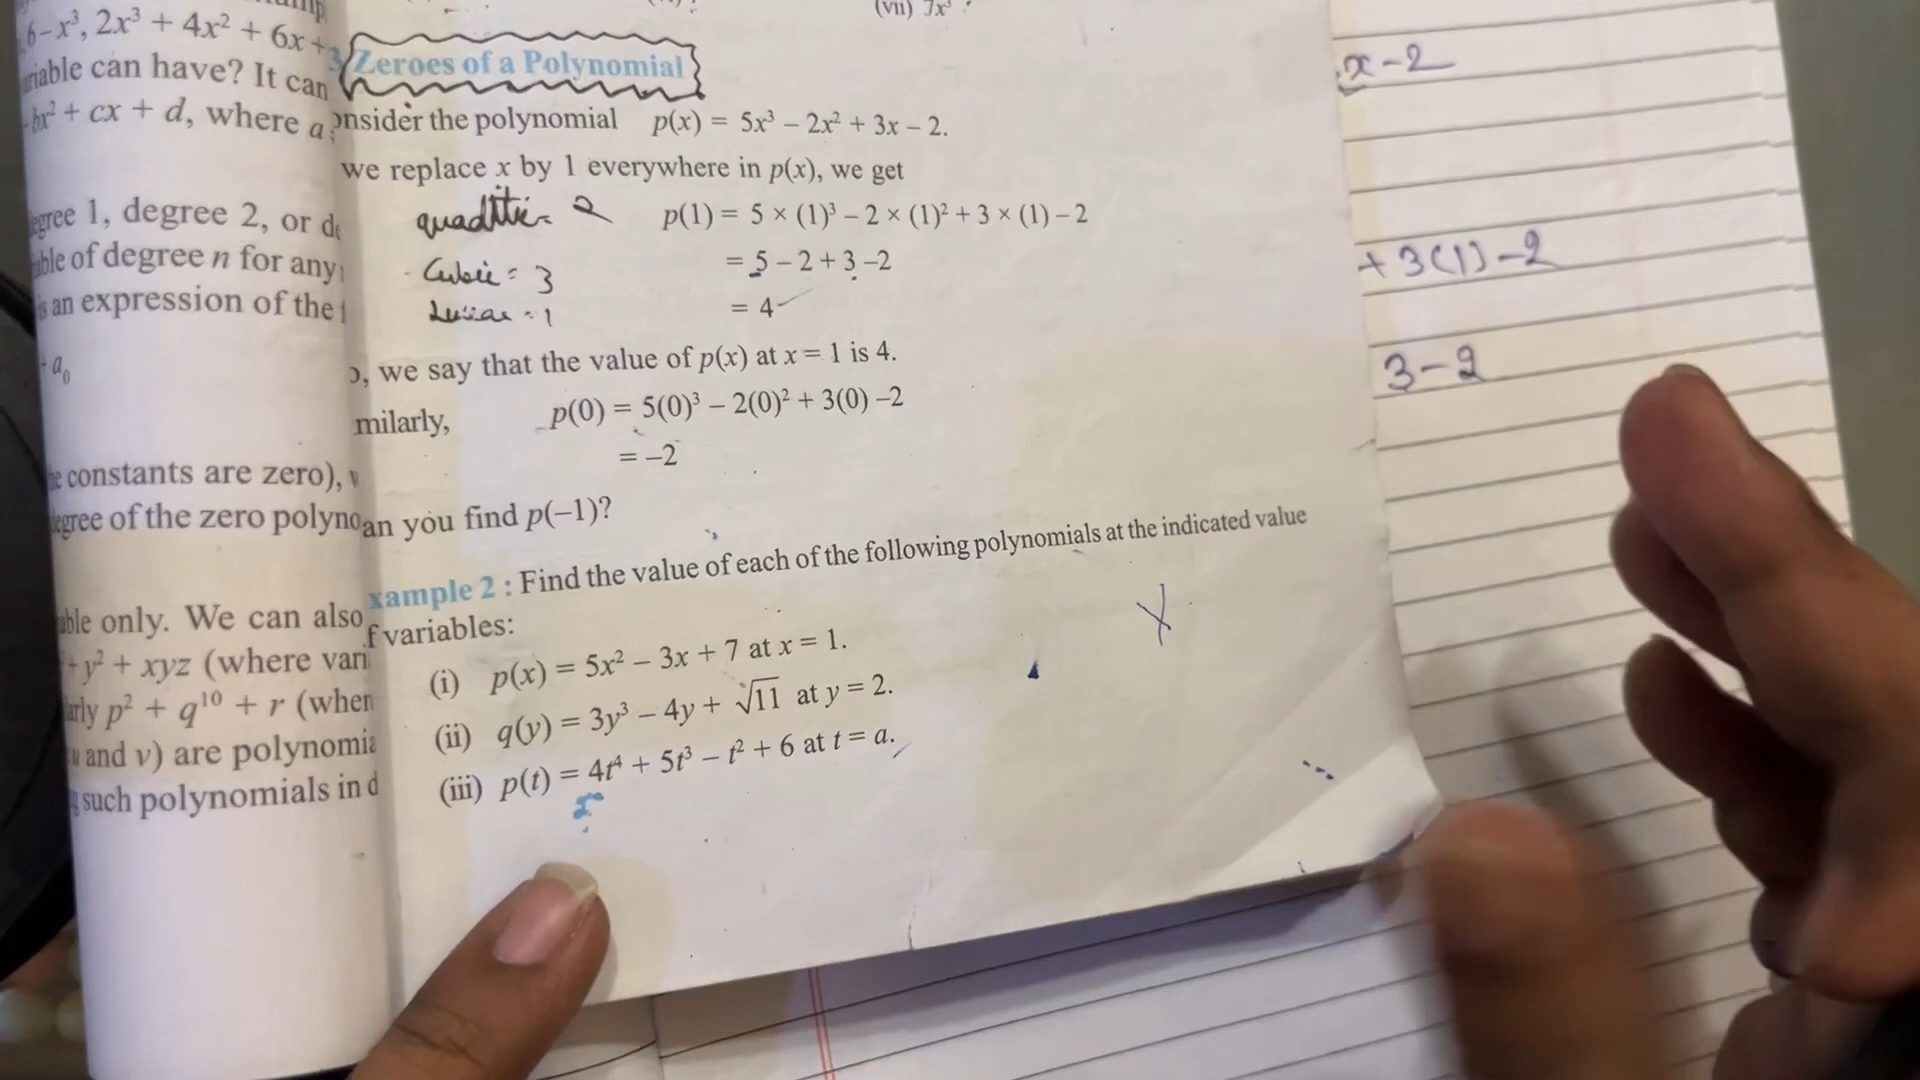 6-x³, 2x³ + 4x² + 6x +
riable can have? It can
bx² + cx + d, where a
egree 1, degree 2, or de
ble of degree n for any
is an expression of the f
a₀
e constants are zero),
egree of the zero polyno
able only. We can also
+ y² + xyz (where vari
arly p² + q¹⁰ + r (wher
u and v) are polynomia
such polynomials in d
(vii) 7x³
Zeroes of a Polynomial
onsider the polynomial p(x) = 5x³ – 2x² + 3x – 2.
we replace x by 1 everywhere in p(x), we get
p(1) = 5 × (1)³ – 2 × (1)² + 3 × (1) – 2
= 5 – 2 + 3 –2
= 4
2
Cubic = 3
1
o, we say that the value of p(x) at x = 1 is 4.
milarly, p(0) = 5(0)³ – 2(0)² + 3(0) –2
= –2
an you find p(–1)?
xample 2 : Find the value of each of the following polynomials at the indicated value
f variables:
(i) p(x) = 5x² – 3x + 7 at x = 1.
(ii) q(y) = 3y³ – 4y + √11 at y = 2.
(iii) p(t) = 4t⁴ + 5t³ – t² + 6 at t = a.
x - 2
+ 3(1) - 2
3 - 2